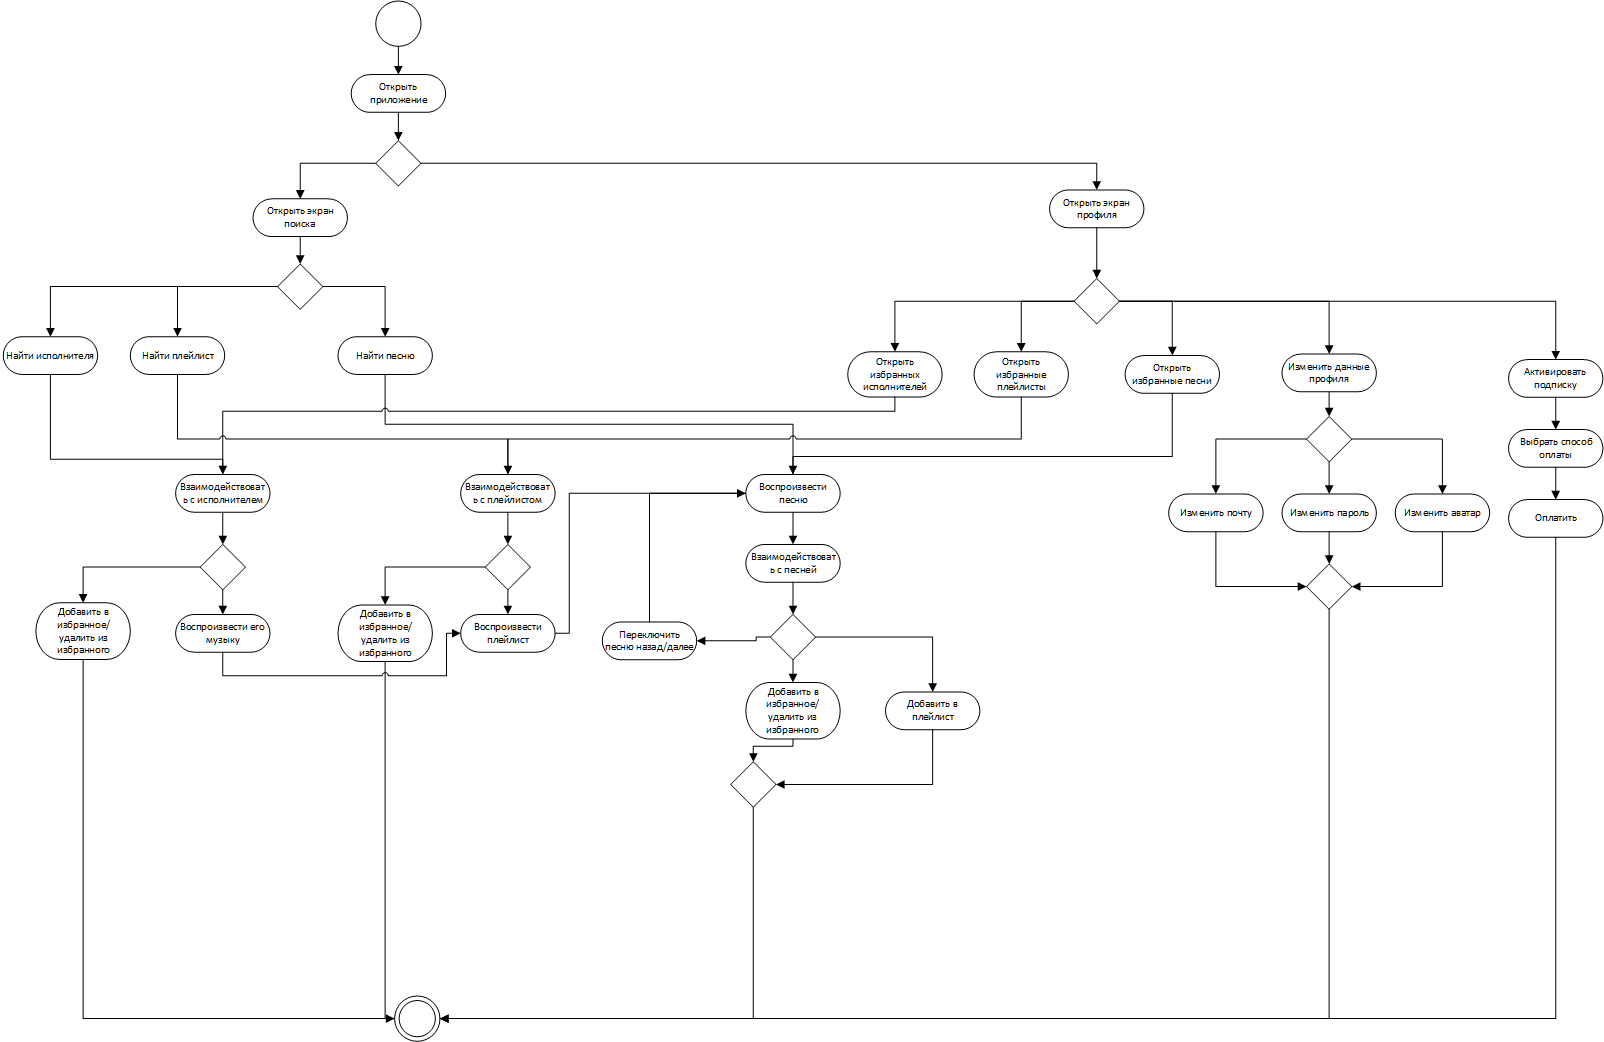 Открыть
приложение
Открыть экран
поиска
Открыть экран
профиля
Найти исполнителя
Найти плейлист
Найти песню
Открыть
избранных
исполнителей
Открыть
избранные
плейлисты
Открыть
избранные песни
Изменить данные
профиля
Активировать
подписку
Выбрать способ
оплаты
Взаимодействоват
ь с исполнителем
Взаимодействоват
ь с плейлистом
Воспроизвести
песню
Изменить почту
Изменить пароль
Изменить аватар
Оплатить
Взаимодействоват
ь с песней
Добавить в
избранное/
удалить из
избранного
Воспроизвести его
музыку
Добавить в
избранное/
удалить из
избранного
Воспроизвести
плейлист
Переключить
песню назад/далее
Добавить в
избранное/
удалить из
избранного
Добавить в
плейлист